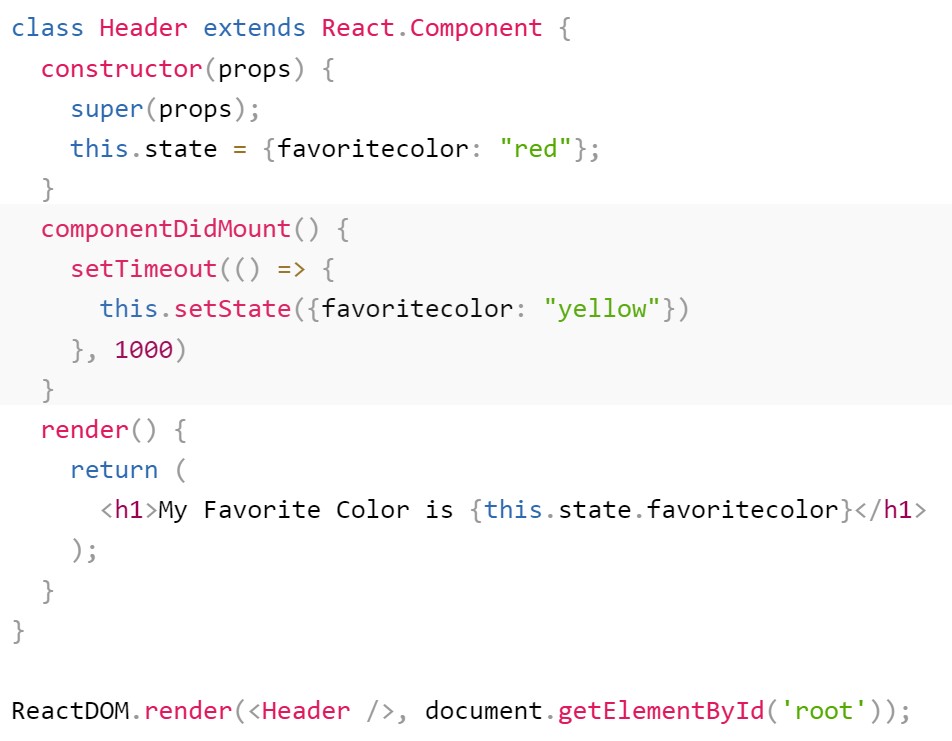 class Header extends React.Component {
  constructor(props) {
    super(props);
    this.state = {favoritecolor: "red"};
  }
  componentDidMount() {
    setTimeout(() => {
      this.setState({favoritecolor: "yellow"})
    }, 1000)
  }
  render() {
    return (
      <h1>My Favorite Color is {this.state.favoritecolor}</h1>
    );
  }
}

ReactDOM.render(<Header />, document.getElementById('root'));